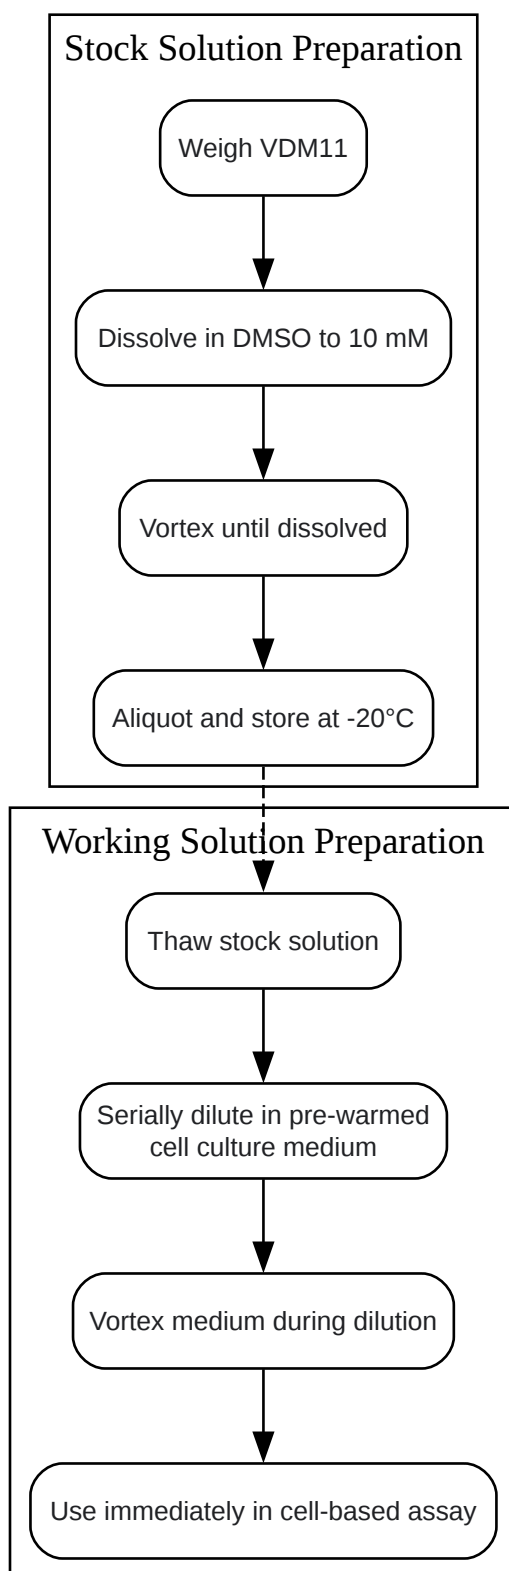 Stock Solution Preparation
Weigh VDM11
Dissolve in DMSO to 10 mM
Vortex until dissolved
Aliquot and store at -20°C
Working Solution Preparation
Thaw stock solution
Serially dilute in pre-warmed
cell culture medium
Vortex medium during dilution
Use immediately in cell-based assay